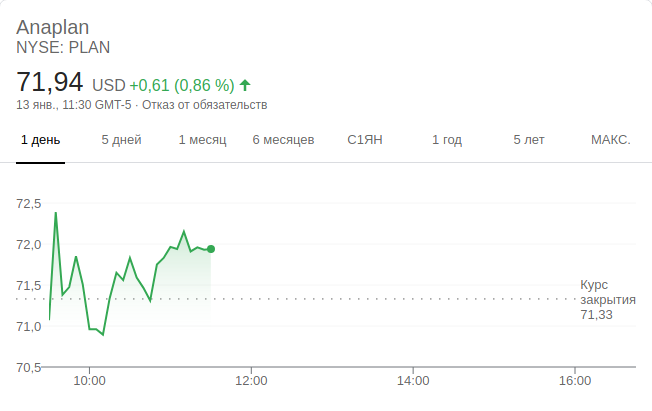 Anaplan
NYSE: PLAN
71,94 USD +0,61 (0,86 %)
13 янв., 11:30 GMT-5 · Отказ от обязательств
1 день 5 дней 1 месяц 6 месяцев С1ЯН 1 год 5 лет МАКС.
72,5
72,0
71,5
71,0
70,5
Курс
закрытия
71,33
10:00 12:00 14:00 16:00